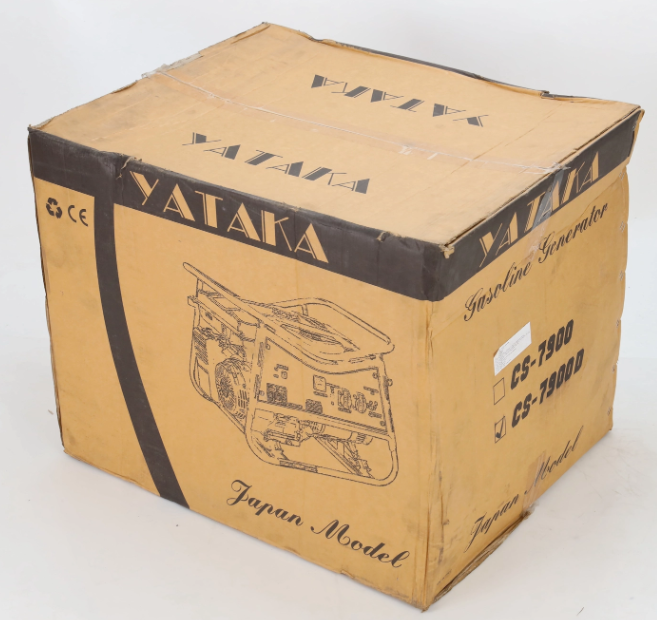 YATAKA
YATAKA
YATAKA
CE
Japan Model
YATAKA
Gasoline Generator
CS-7900
CS-7900D
Japan Model